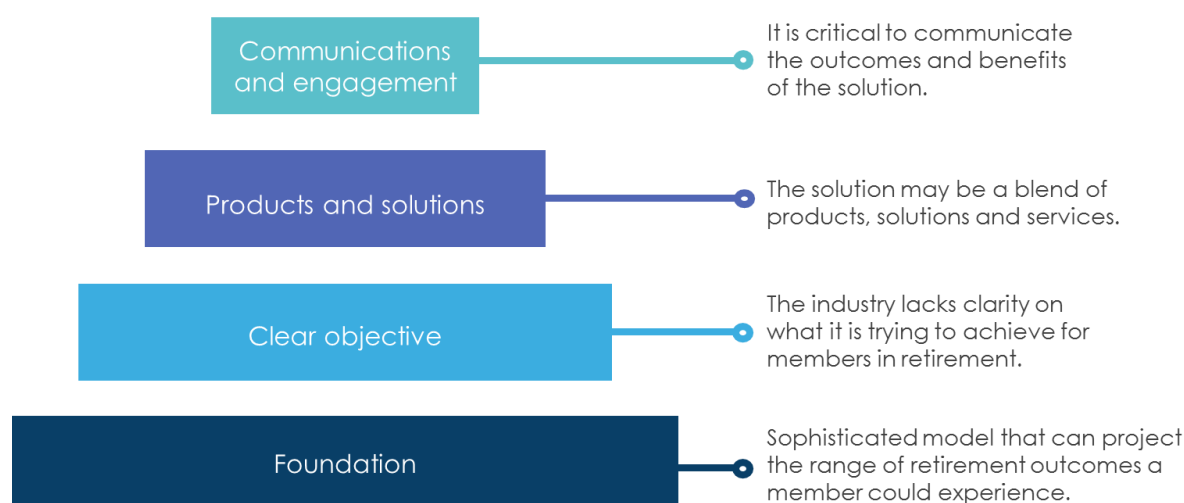 Communications
and engagement
It is critical to communicate
the outcomes and benefits
of the solution.
Products and solutions
The solution may be a blend of
products, solutions and services.
Clear objective
The industry lacks clarity on
what it is trying to achieve for
members in retirement.
Foundation
Sophisticated model that can project
the range of retirement outcomes a
member could experience.